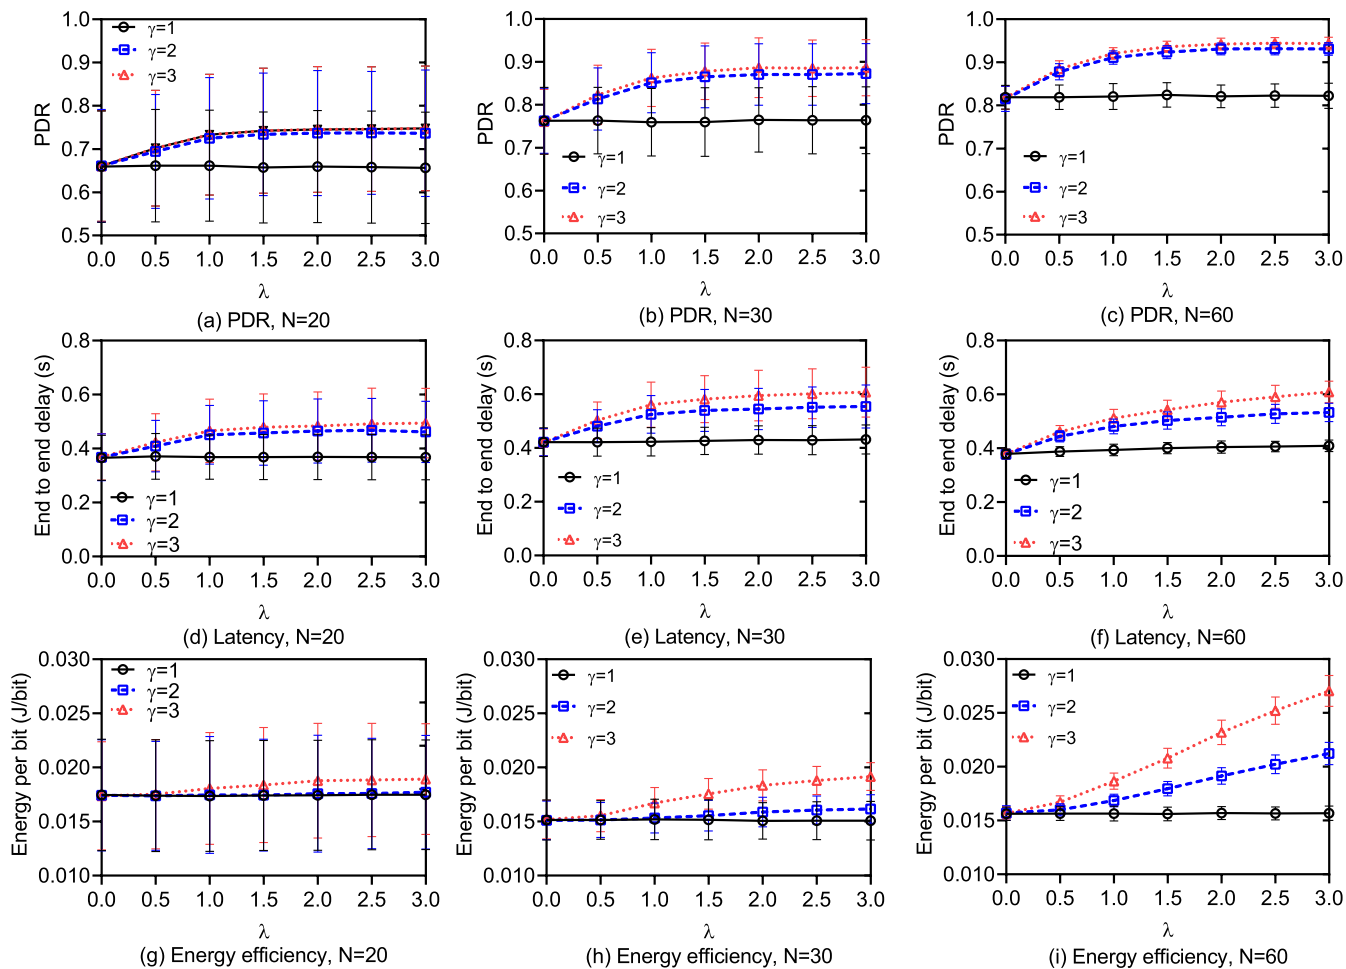 1.0
0.9
0.8
0.7
0.6
0.5
PDR
γ=1
γ=2
γ=3
0.0 0.5 1.0 1.5 2.0 2.5 3.0
λ
(a) PDR, N=20
1.0
0.9
0.8
0.7
0.6
0.5
PDR
γ=1
γ=2
γ=3
0.0 0.5 1.0 1.5 2.0 2.5 3.0
λ
(b) PDR, N=30
1.0
0.9
0.8
0.7
0.6
0.5
PDR
γ=1
γ=2
γ=3
0.0 0.5 1.0 1.5 2.0 2.5 3.0
λ
(c) PDR, N=60
0.8
0.6
0.4
0.2
0.0
End to end delay (s)
γ=1
γ=2
γ=3
0.0 0.5 1.0 1.5 2.0 2.5 3.0
λ
(d) Latency, N=20
0.8
0.6
0.4
0.2
0.0
End to end delay (s)
γ=1
γ=2
γ=3
0.0 0.5 1.0 1.5 2.0 2.5 3.0
λ
(e) Latency, N=30
0.8
0.6
0.4
0.2
0.0
End to end delay (s)
γ=1
γ=2
γ=3
0.0 0.5 1.0 1.5 2.0 2.5 3.0
λ
(f) Latency, N=60
0.030
0.025
0.020
0.015
0.010
Energy per bit (J/bit)
γ=1
γ=2
γ=3
0.0 0.5 1.0 1.5 2.0 2.5 3.0
λ
(g) Energy efficiency, N=20
0.030
0.025
0.020
0.015
0.010
Energy per bit (J/bit)
γ=1
γ=2
γ=3
0.0 0.5 1.0 1.5 2.0 2.5 3.0
λ
(h) Energy efficiency, N=30
0.030
0.025
0.020
0.015
0.010
Energy per bit (J/bit)
γ=1
γ=2
γ=3
0.0 0.5 1.0 1.5 2.0 2.5 3.0
λ
(i) Energy efficiency, N=60